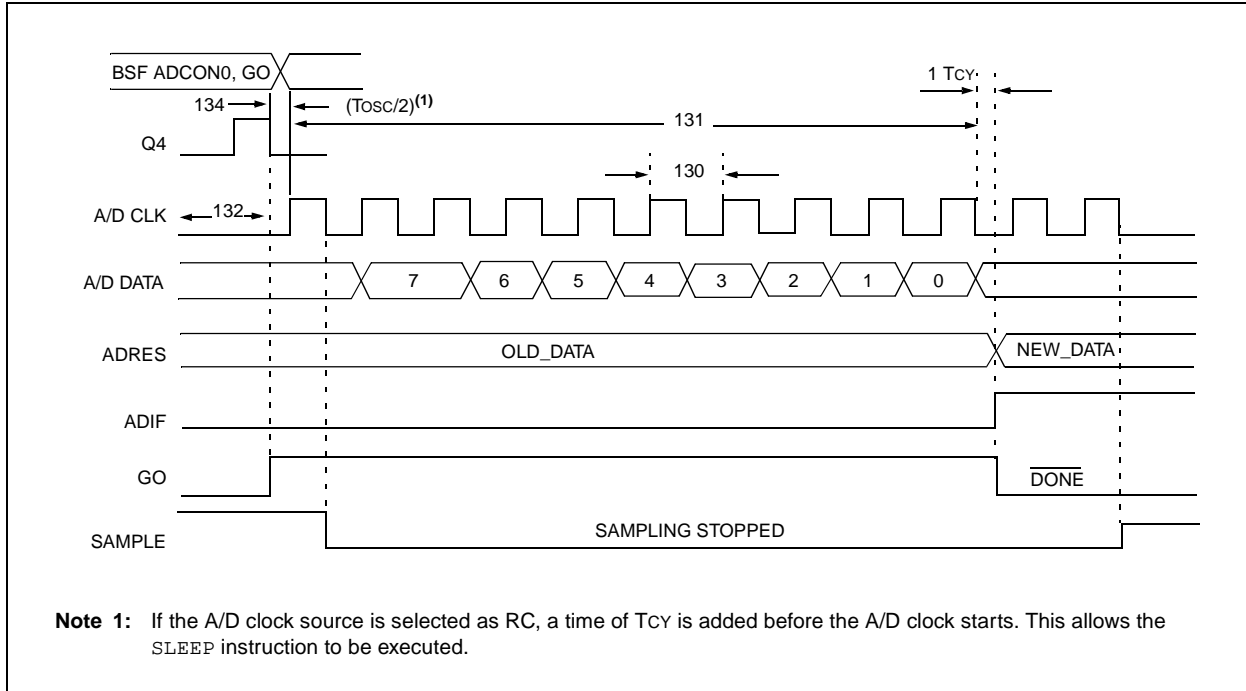 BSF ADCON0, GO
1 TCY
134
(TOSC/2)(1)
131
Q4
130
A/D CLK
132
A/D DATA
7 6 5 4 3 2 1 0
ADRES
OLD_DATA
NEW_DATA
ADIF
GO
DONE
SAMPLE
SAMPLING STOPPED
Note 1: If the A/D clock source is selected as RC, a time of TCY is added before the A/D clock starts. This allows the
SLEEP instruction to be executed.